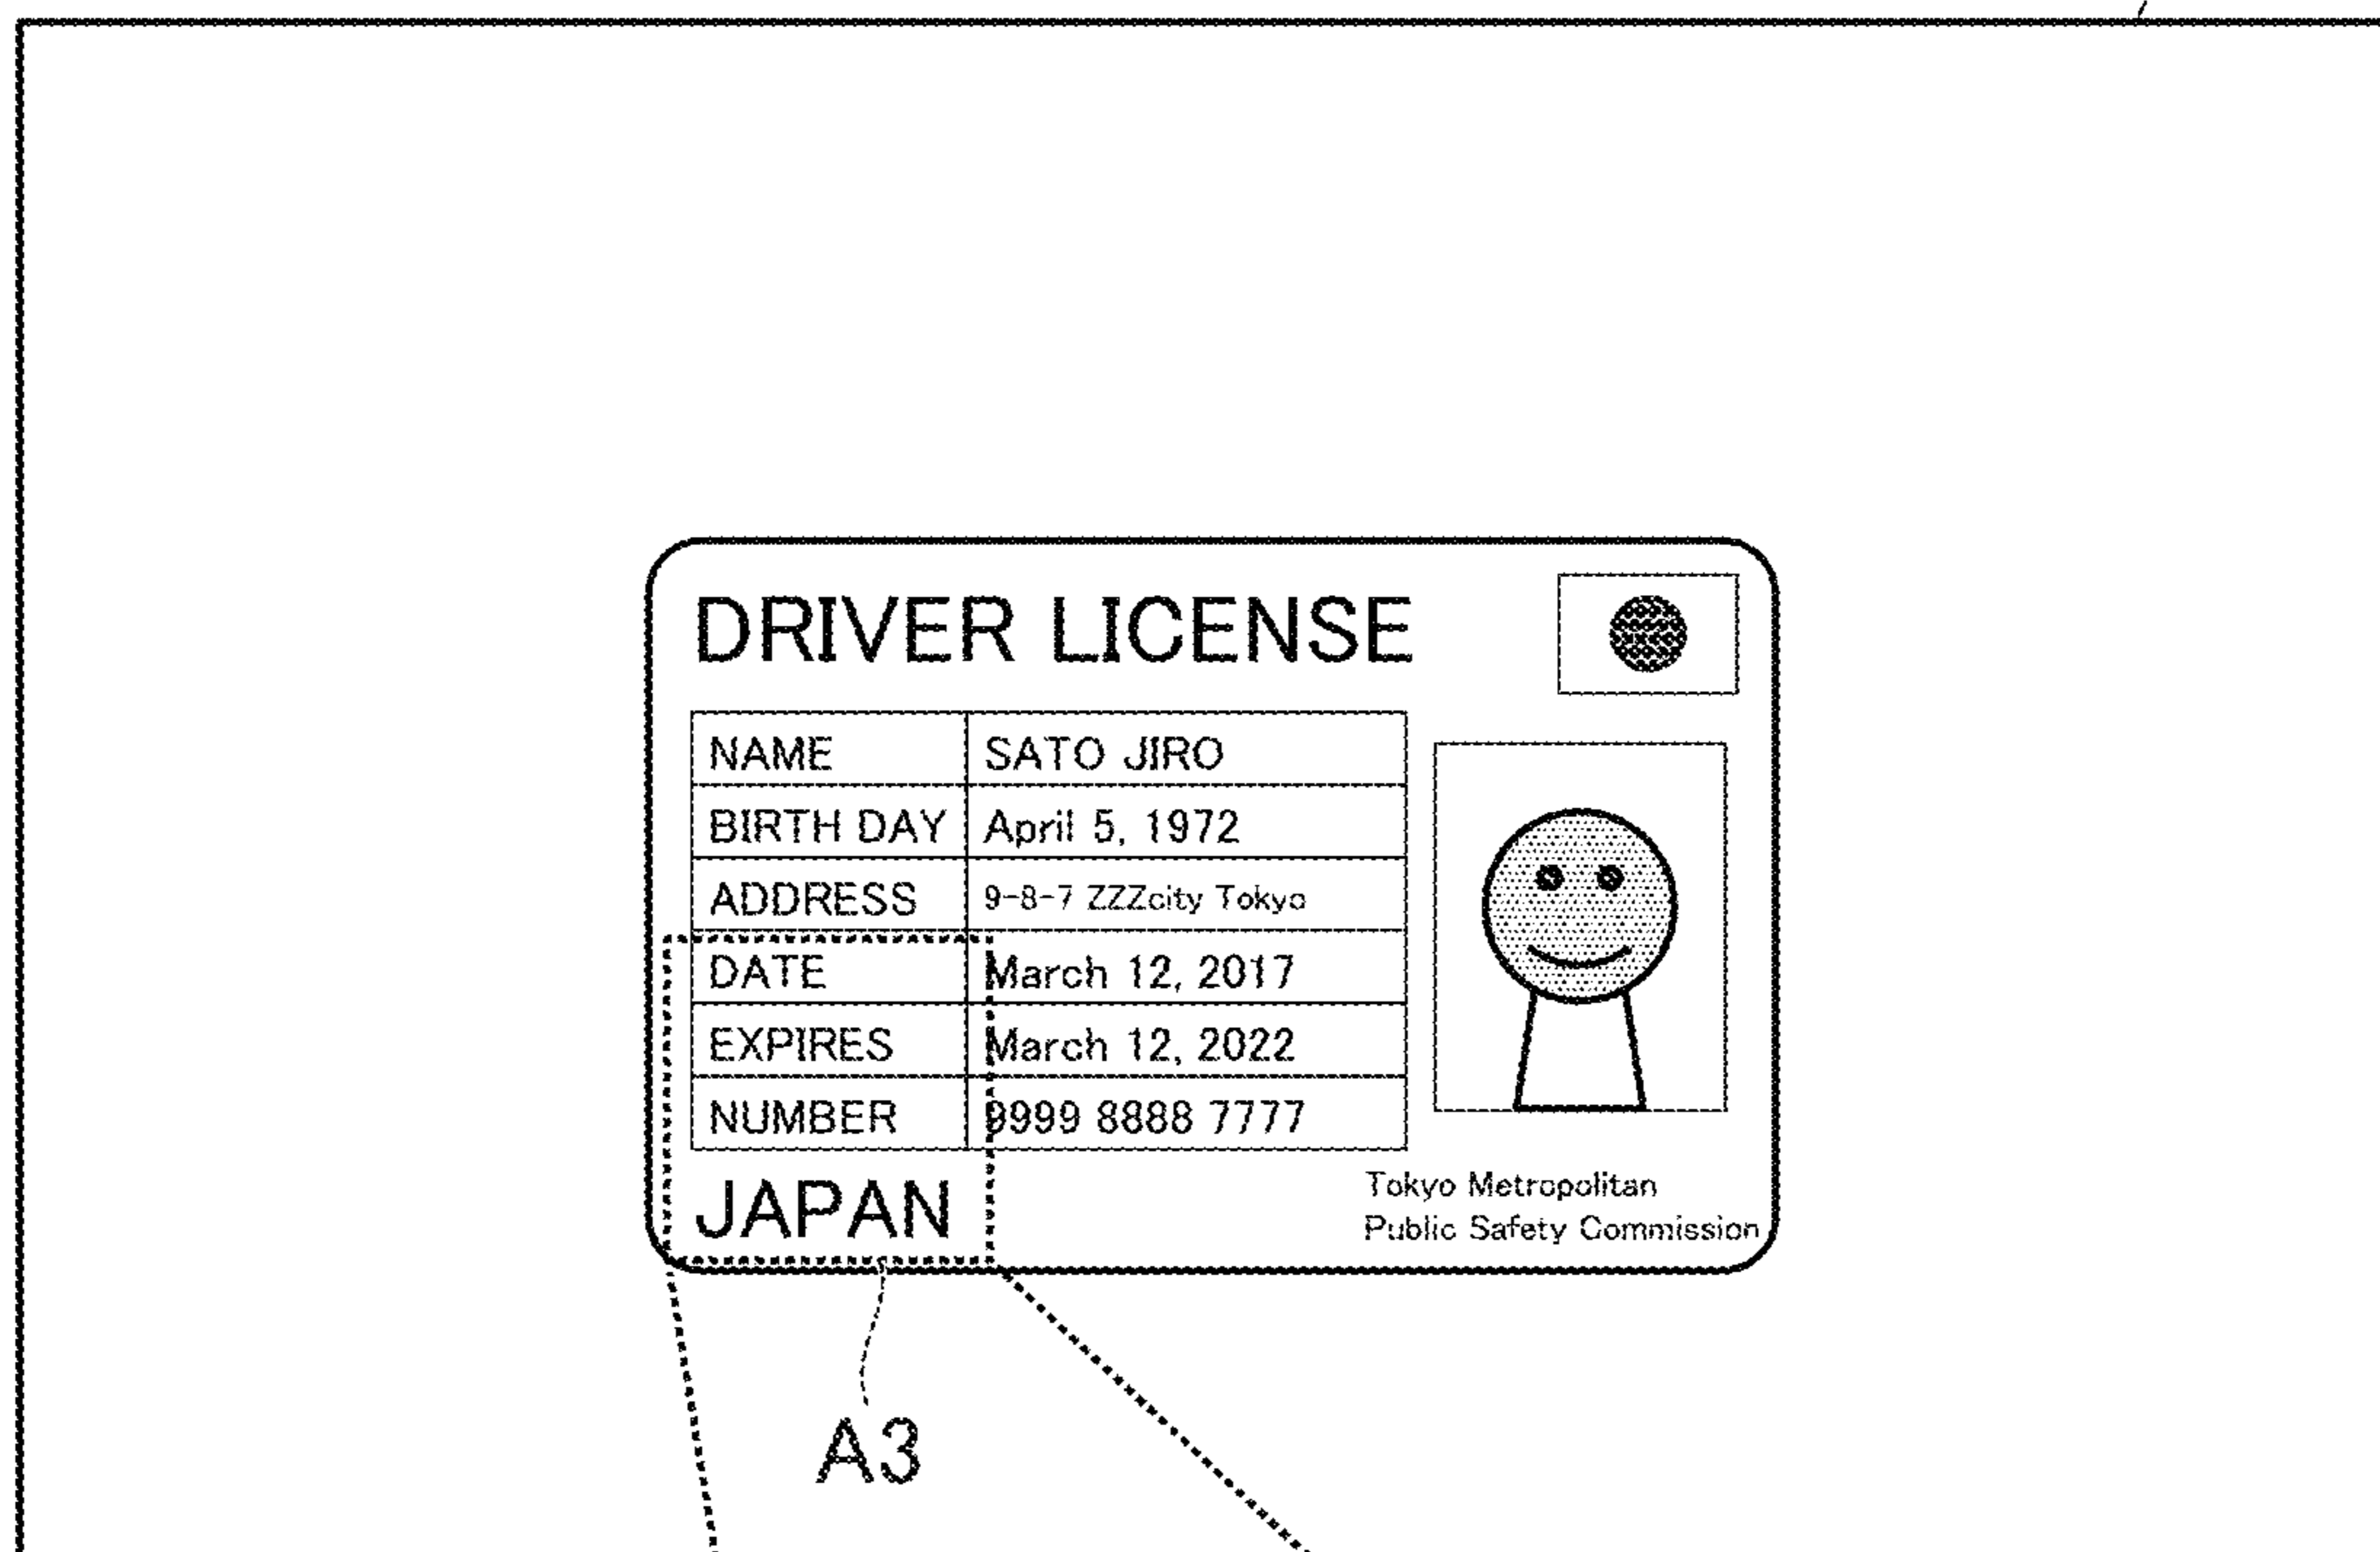 DRIVER LICENSE
NAME SATO JIRO
BIRTH DAY April 5, 1972
ADDRESS 9-8-7 ZZZcity Tokyo
DATE March 12, 2017
EXPIRES March 12, 2022
NUMBER 9999 8888 7777
JAPAN
Tokyo Metropolitan
Public Safety Commission
A3